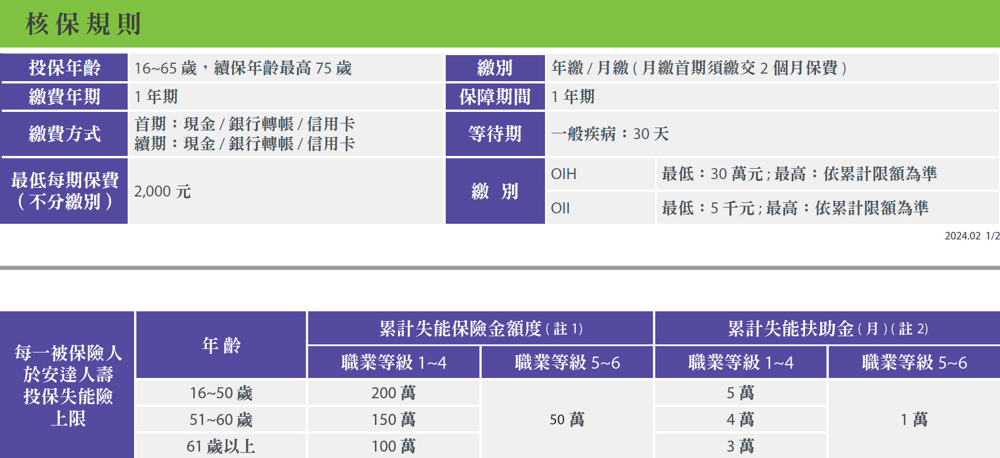 核保規則
投保年齡 16~65 歲，續保年齡最高 75 歲 繳別 年繳 / 月繳 ( 月繳首期須繳交 2 個月保費 )
繳費年期 1 年期 保障期間 1 年期
繳費方式
首期：現金 / 銀行轉帳 / 信用卡
續期：現金 / 銀行轉帳 / 信用卡
等待期 一般疾病：30 天
最低每期保費
( 不分繳別 )
2,000 元
繳 別
OIH 最低：30 萬元 ; 最高：依累計限額為準
OII 最低：5 千元 ; 最高：依累計限額為準
2024.02 1/2
每一被保險人
於安達人壽
投保失能險
上限
年 齡 累計失能保險金額度 ( 註 1) 累計失能扶助金 ( 月 ) ( 註 2)
職業等級 1~4 職業等級 5~6 職業等級 1~4 職業等級 5~6
16~50 歲 200 萬 5 萬
51~60 歲 150 萬 50 萬 4 萬 1 萬
61 歲以上 100 萬 3 萬